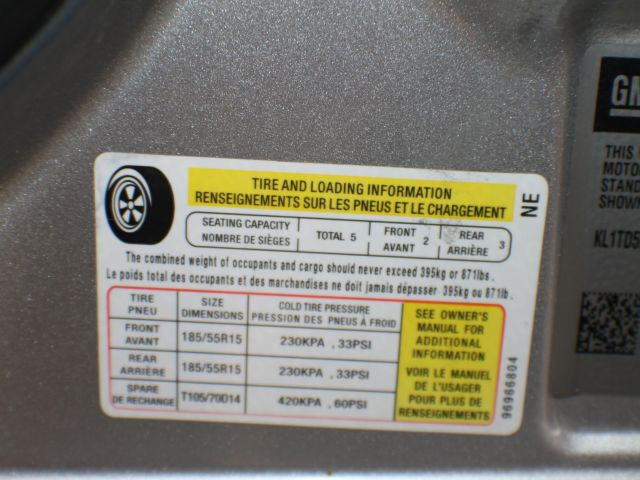 TIRE AND LOADING INFORMATION
RENSEIGNEMENTS SUR LES PNEUS ET LE CHARGEMENT
SEATING CAPACITY
NOMBRE DE SIÈGES
TOTAL 5
FRONT
AVANT
2
REAR
ARRIÈRE
3
NE
The combined weight of occupants and cargo should never exceed 395kg or 871lbs.
Le poids total des occupants et des marchandises ne doit jamais dépasser 395kg ou 871lb.
TIRE
PNEU
SIZE
DIMENSIONS
COLD TIRE PRESSURE
PRESSION DES PNEUS À FROID
FRONT
AVANT
185/55R15
230KPA , 33PSI
REAR
ARRIÈRE
185/55R15
230KPA , 33PSI
SPARE
DE RECHANGE
T105/70D14
420KPA , 60PSI
SEE OWNER'S
MANUAL FOR
ADDITIONAL
INFORMATION
VOIR LE MANUEL
DE L'USAGER
POUR PLUS DE
RENSEIGNEMENTS
96966804
GM
THIS
MOTO
STAND
SHOWN
KL1TD5